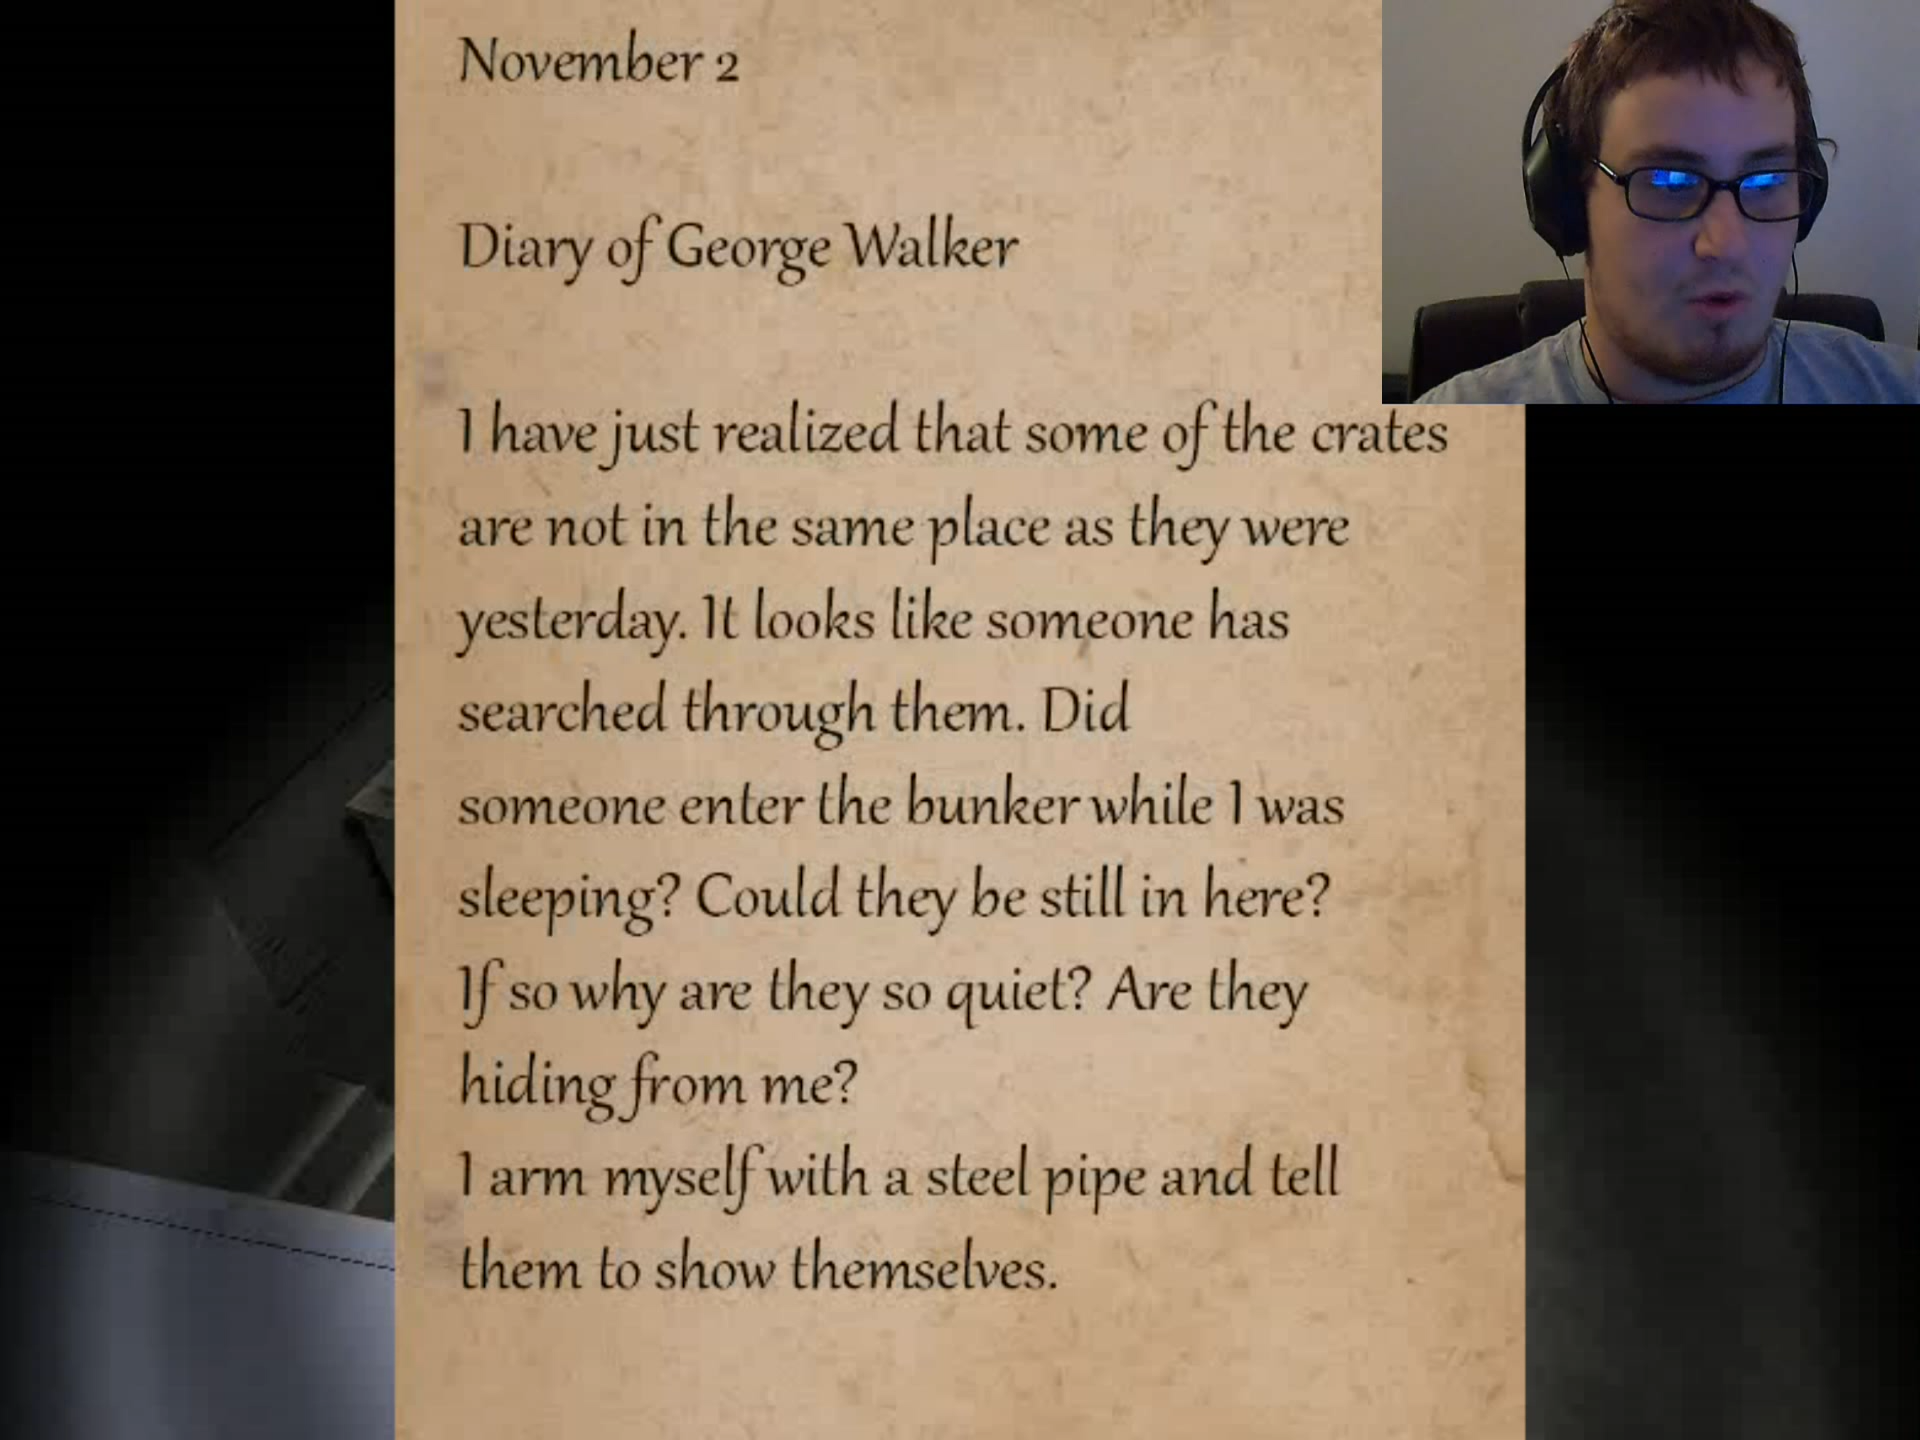 November 2
Diary of George Walker
I have just realized that some of the crates
are not in the same place as they were
yesterday. It looks like someone has
searched through them. Did
someone enter the bunker while I was
sleeping? Could they be still in here?
If so why are they so quiet? Are they
hiding from me?
I arm myself with a steel pipe and tell
them to show themselves.